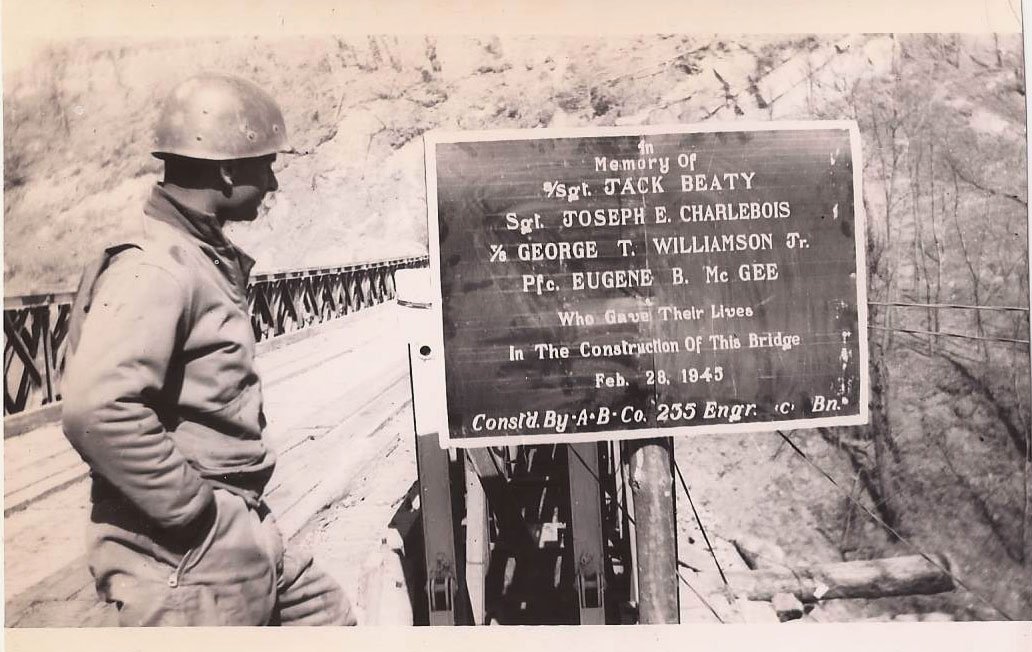 In
Memory Of
S/Sgt. JACK BEATY
Sgt. JOSEPH E. CHARLEBOIS
T/5 GEORGE T. WILLIAMSON Jr.
Pfc. EUGENE B. Mc GEE
Who Gave Their Lives
In The Construction Of This Bridge
Feb. 28, 1945
Const'd. By·A·B·Co. 255 Engr. (c) Bn.